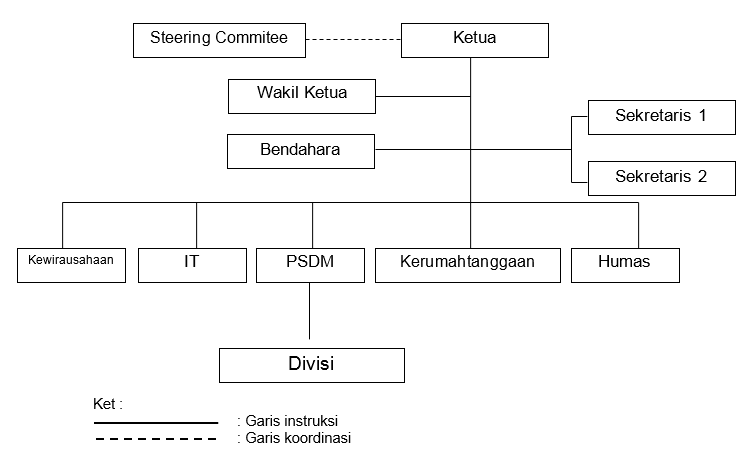 Steering Commitee
Ketua
Wakil Ketua
Sekretaris 1
Bendahara
Sekretaris 2
Kewirausahaan
IT
PSDM
Kerumahtanggaan
Humas
Divisi
Ket :
: Garis instruksi
: Garis koordinasi